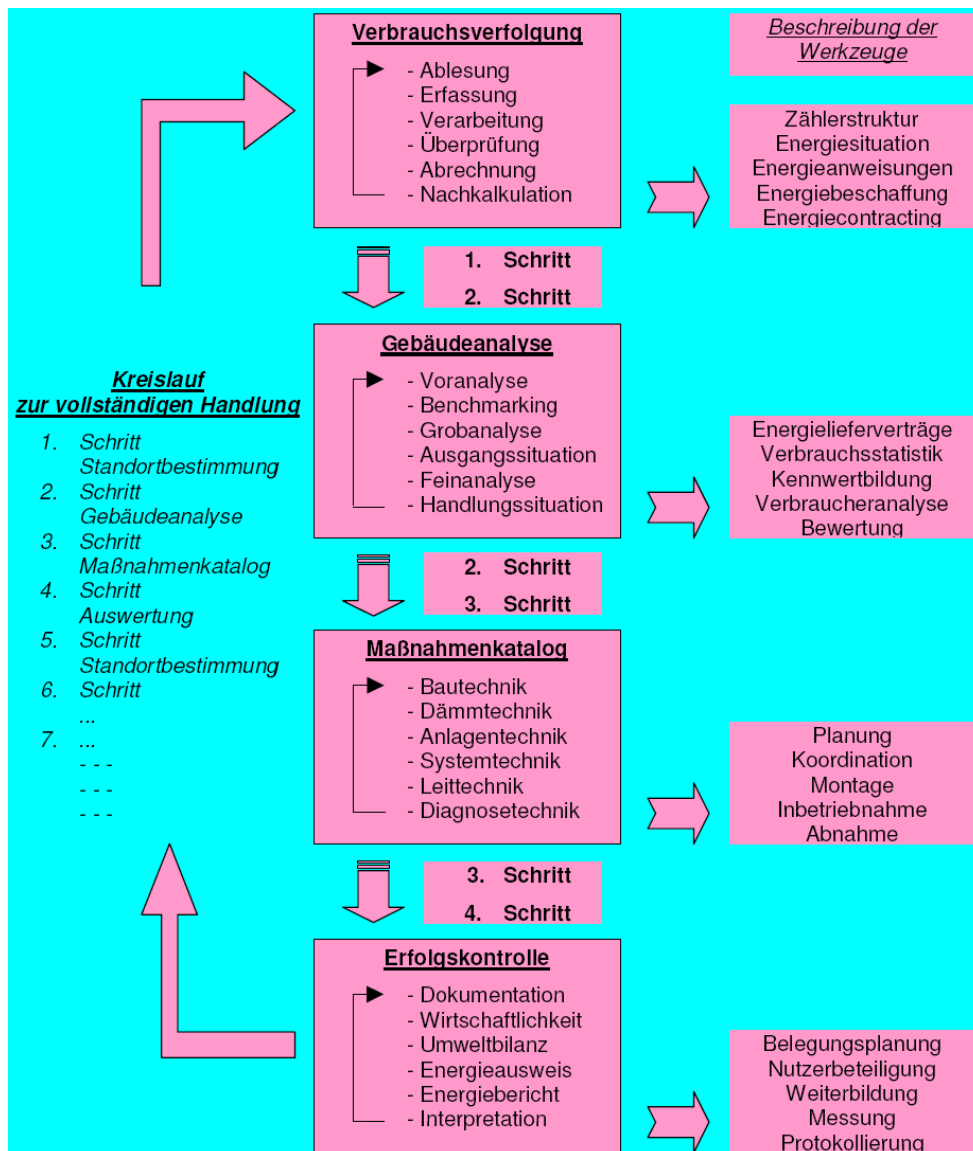 Verbrauchsverfolgung
- Ablesung
- Erfassung
- Verarbeitung
- Überprüfung
- Abrechnung
- Nachkalkulation
Beschreibung der
Werkzeuge
Zählerstruktur
Energiesituation
Energieanweisungen
Energiebeschaffung
Energiecontracting
1. Schritt
2. Schritt
Gebäudeanalyse
- Voranalyse
- Benchmarking
- Grobanalyse
- Ausgangssituation
- Feinanalyse
- Handlungssituation
Energielieferverträge
Verbrauchsstatistik
Kennwertbildung
Verbraucheranalyse
Bewertung
Kreislauf
zur vollständigen Handlung
1. Schritt
Standortbestimmung
2. Schritt
Gebäudeanalyse
3. Schritt
Maßnahmenkatalog
4. Schritt
Auswertung
5. Schritt
Standortbestimmung
6. Schritt
...
7. ...
- - -
- - -
- - -
2. Schritt
3. Schritt
Maßnahmenkatalog
- Bautechnik
- Dämmtechnik
- Anlagentechnik
- Systemtechnik
- Leittechnik
- Diagnosetechnik
Planung
Koordination
Montage
Inbetriebnahme
Abnahme
3. Schritt
4. Schritt
Erfolgskontrolle
- Dokumentation
- Wirtschaftlichkeit
- Umweltbilanz
- Energieausweis
- Energiebericht
- Interpretation
Belegungsplanung
Nutzerbeteiligung
Weiterbildung
Messung
Protokollierung